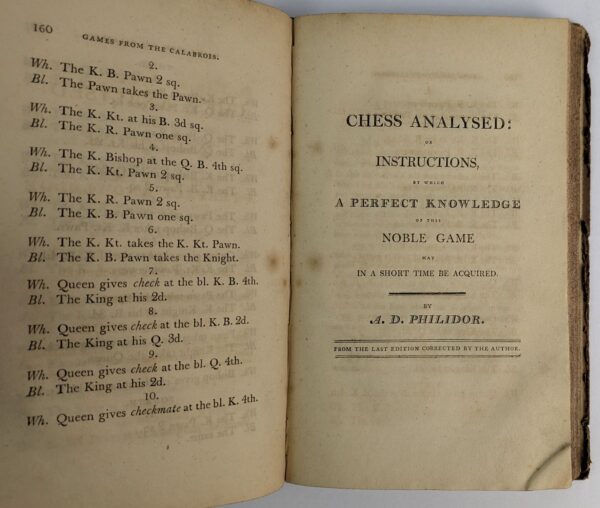 160
GAMES FROM THE CALABROIS.
2.
Wh. The K. B. Pawn 2 sq.
Bl. The Pawn takes the Pawn.
3.
Wh. The K. Kt. at his B. 3d sq.
Bl. The K. R. Pawn one sq.
4.
Wh. The K. Bishop at the Q. B. 4th sq.
Bl. The K. Kt. Pawn 2 sq.
5.
Wh. The K. R. Pawn 2 sq.
Bl. The K. B. Pawn one sq.
6.
Wh. The K. Kt. takes the K. Kt. Pawn.
Bl. The K. B. Pawn takes the Knight.
7.
Wh. Queen gives check at the bl. K. B. 4th.
Bl. The King at his 2d.
8.
Wh. Queen gives check at the bl. K. B. 2d.
Bl. The King at his Q. 3d.
9.
Wh. Queen gives check at the bl. Q. 4th.
Bl. The King at his 2d.
10.
Wh. Queen gives checkmate at the bl. K. 4th.
CHESS ANALYSED:
OR
INSTRUCTIONS,
BY WHICH
A PERFECT KNOWLEDGE
OF THIS
NOBLE GAME
MAY
IN A SHORT TIME BE ACQUIRED.
BY
A. D. PHILIDOR.
FROM THE LAST EDITION CORRECTED BY THE AUTHOR.